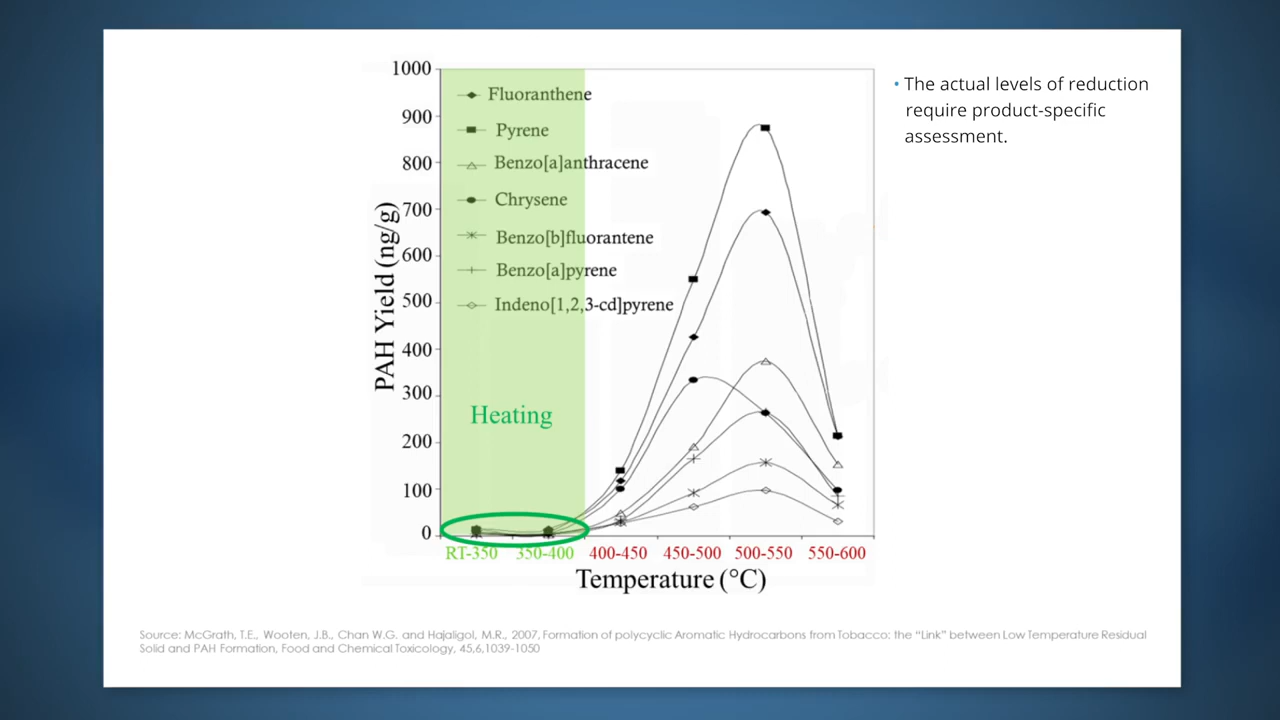 1000
900
800
700
600
500
400
300
200
100
0
PAH Yield (ng/g)
Fluoranthene
Pyrene
Benzo[a]anthracene
Chrysene
Benzo[b]fluorantene
Benzo[a]pyrene
Indeno[1,2,3-cd]pyrene
Heating
RT-350 350-400 400-450 450-500 500-550 550-600
Temperature (°C)
• The actual levels of reduction
require product-specific
assessment.
Source: McGrath, T.E., Wooten, J.B., Chan W.G. and Hajaligol, M.R., 2007, Formation of polycyclic Aromatic Hydrocarbons from Tobacco: the “Link” between Low Temperature Residual
Solid and PAH Formation, Food and Chemical Toxicology, 45,6,1039-1050